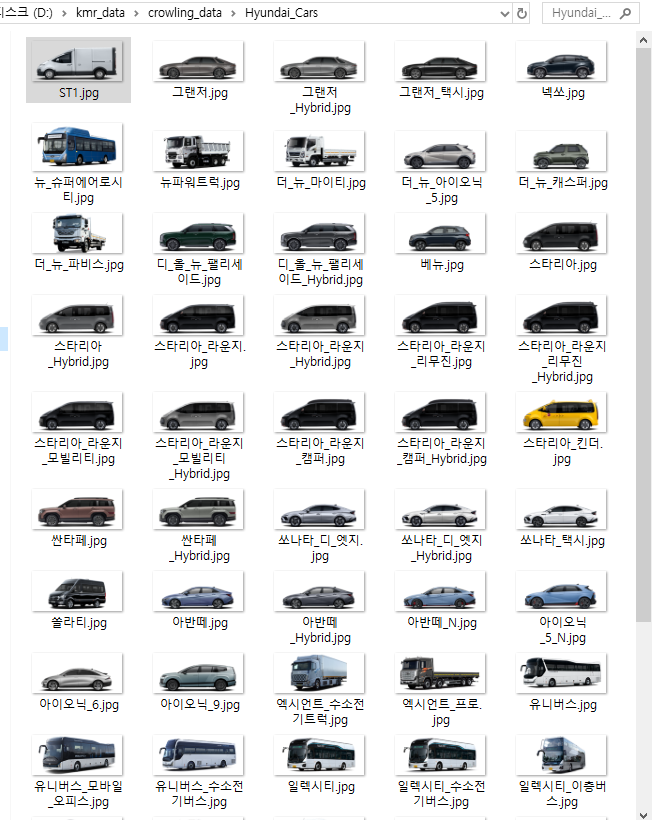 디스크 (D:) > kmr_data > crowling_data > Hyundai_Cars
Hyundai_...
ST1.jpg
그랜저.jpg
그랜저
_Hybrid.jpg
그랜저_택시.jpg
넥쏘.jpg
뉴_슈퍼에어로시
티.jpg
뉴파워트럭.jpg
더_뉴_마이티.jpg
더_뉴_아이오닉
_5.jpg
더_뉴_캐스퍼.jpg
더_뉴_파비스.jpg
디_올_뉴_팰리세
이드.jpg
디_올_뉴_팰리세
이드_Hybrid.jpg
베뉴.jpg
스타리아.jpg
스타리아
_Hybrid.jpg
스타리아_라운지.
jpg
스타리아_라운지
_Hybrid.jpg
스타리아_라운지
_리무진.jpg
스타리아_라운지
_리무진
_Hybrid.jpg
스타리아_라운지
_모빌리티.jpg
스타리아_라운지
_모빌리티
_Hybrid.jpg
스타리아_라운지
_캠퍼.jpg
스타리아_라운지
_캠퍼_Hybrid.jpg
스타리아_킨더.
jpg
싼타페.jpg
싼타페
_Hybrid.jpg
쏘나타_디_엣지.
jpg
쏘나타_디_엣지
_Hybrid.jpg
쏘나타_택시.jpg
쏠라티.jpg
아반떼.jpg
아반떼
_Hybrid.jpg
아반떼_N.jpg
아이오닉
_5_N.jpg
아이오닉_6.jpg
아이오닉_9.jpg
엑시언트_수소전
기트럭.jpg
엑시언트_프로.
jpg
유니버스.jpg
유니버스_모바일
_오피스.jpg
유니버스_수소전
기버스.jpg
일렉시티.jpg
일렉시티_수소전
기버스.jpg
일렉시티_이층버
스.jpg